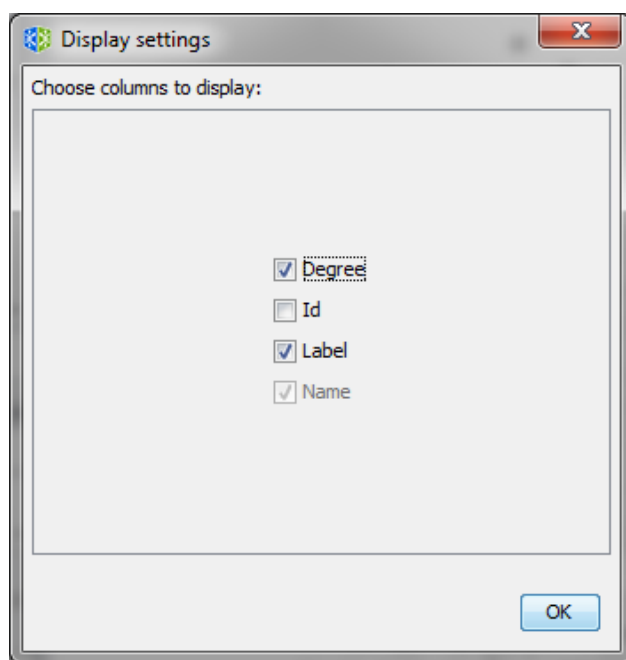 Display settings
Choose columns to display:
Degree
Id
Label
Name
OK